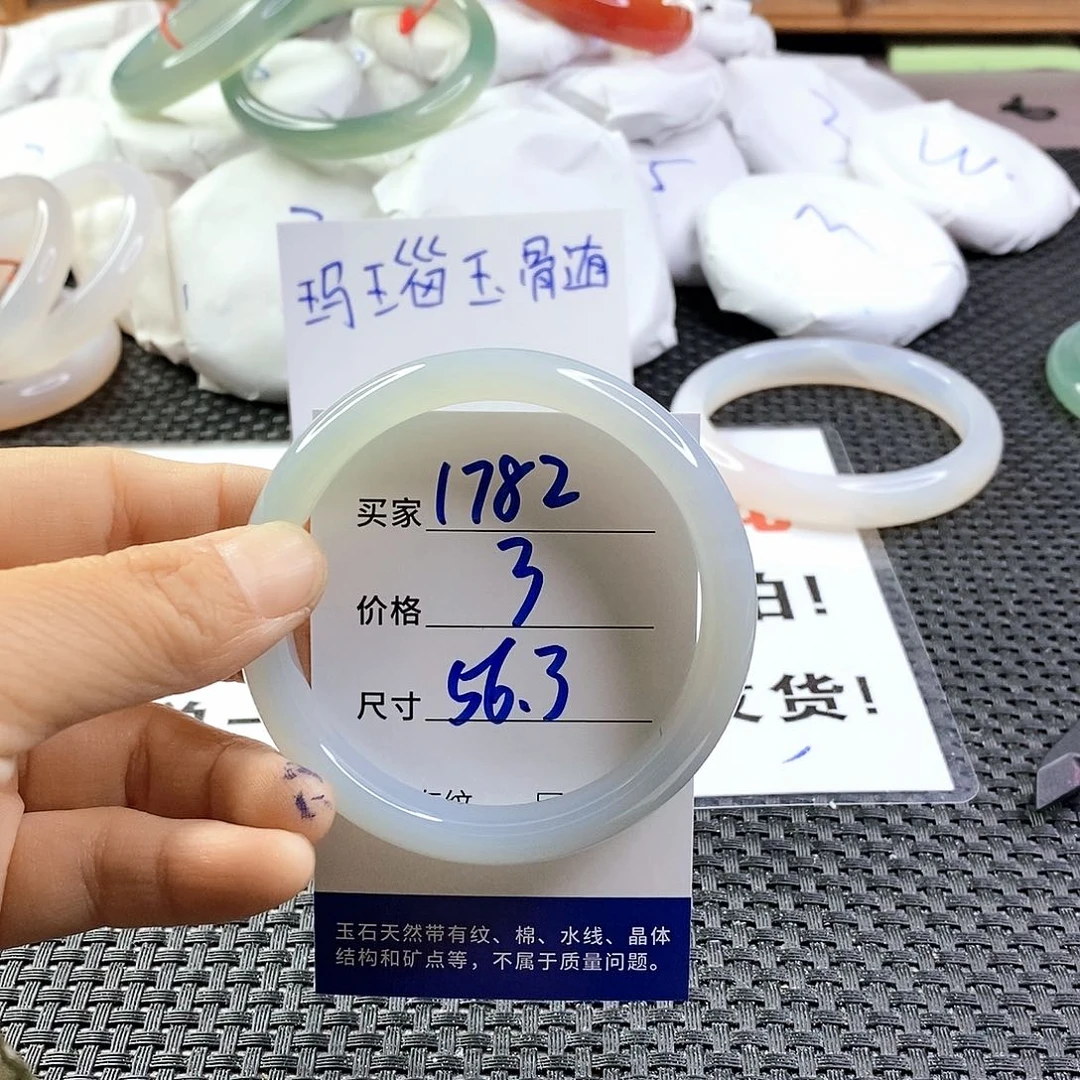 玛瑙玉骨髓
买家 1782
价格 3
尺寸 56.3
拍!
发货!
玉石天然带有纹、棉、水线、晶体
结构和矿点等，不属于质量问题。